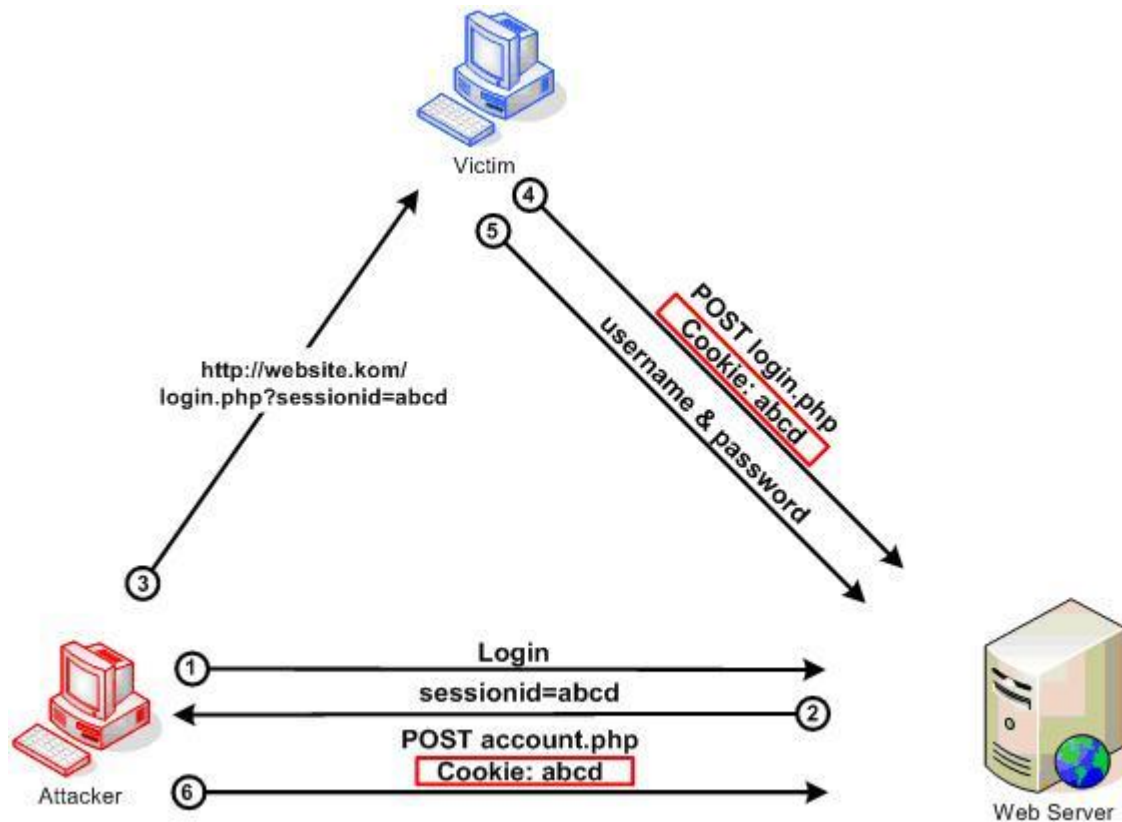 Victim
4
5
POST login.php
Cookie: abcd
username & password
http://website.kom/
login.php?sessionid=abcd
3
1
Login
sessionid=abcd
2
POST account.php
Cookie: abcd
6
Attacker
Web Server